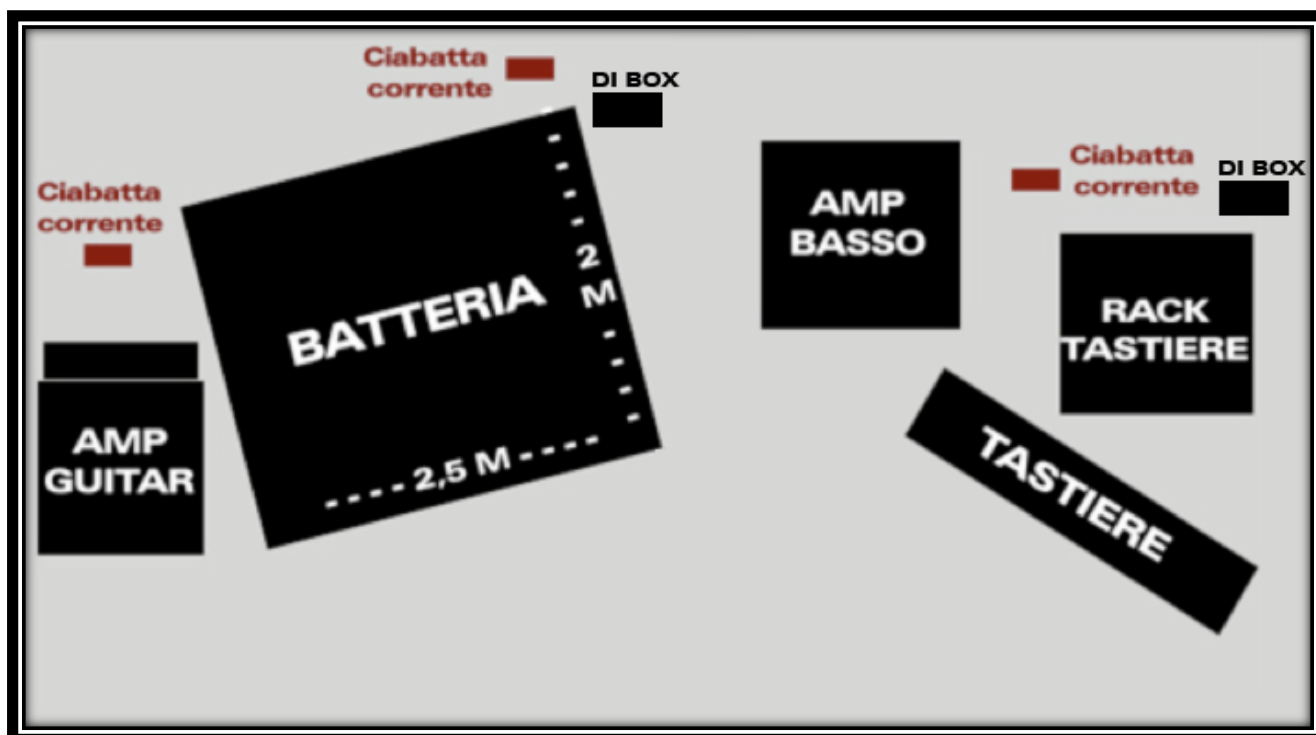 Ciabatta
corrente
DI BOX
Ciabatta
corrente
DI BOX
Ciabatta
corrente
AMP
BASSO
- - - - - 2 M - - - -
BATTERIA
RACK
TASTIERE
AMP
GUITAR
- - - - 2,5 M - - - -
TASTIERE